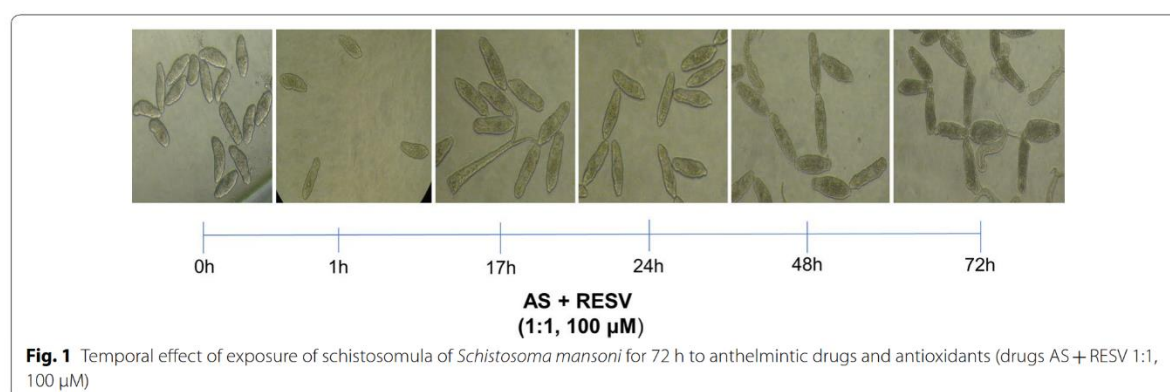 0h 1h 17h 24h 48h 72h
AS + RESV
(1:1, 100 µM)
Fig. 1 Temporal effect of exposure of schistosomula of Schistosoma mansoni for 72 h to anthelmintic drugs and antioxidants (drugs AS + RESV 1:1,
100 µM)